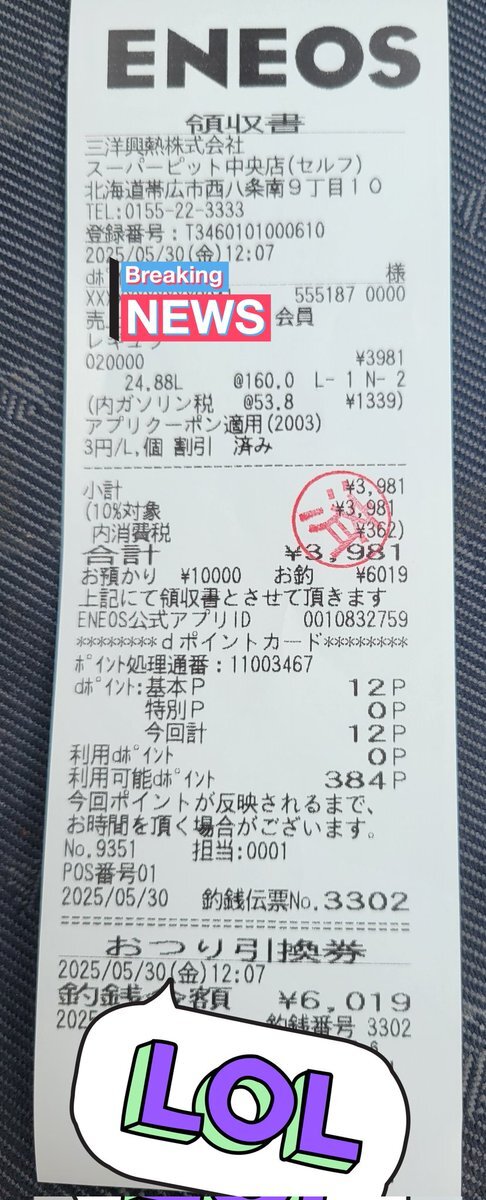 ENEOS
領収書
三洋興熱株式会社
スーパーピット中央店(セルフ)
北海道帯広市西八条南9丁目10
TEL:0155-22-3333
登録番号:T3460101000610
2025/05/30(金)12:07
様
Breaking
NEWS
555187 0000
会員
レギュラ
020000 ¥3981
24.88L @160.0 L- 1 N- 2
(内ガソリン税 @53.8 ¥1339)
アプリクーポン適用(2003)
3円/L,個 割引 済み
小計 ¥3,981
(10%対象 ¥3,981
内消費税 ¥362)
合計 ¥3,981
お預かり ¥10000 お釣 ¥6019
上記にて領収書とさせて頂きます
ENEOS公式アプリID 0010832759
********dポイントカード********
ポイント処理通番:11003467
dポイント:基本P 12P
特別P 0P
今回計 12P
利用dポイント 0P
利用可能dポイント 384P
今回ポイントが反映されるまで、
お時間を頂く場合がございます。
No.9351 担当:0001
POS番号01
2025/05/30 釣銭伝票No.3302
おつり引換券
2025/05/30(金)12:07
釣銭 額 ¥6,019
2025 釣銭番号 3302
LOL